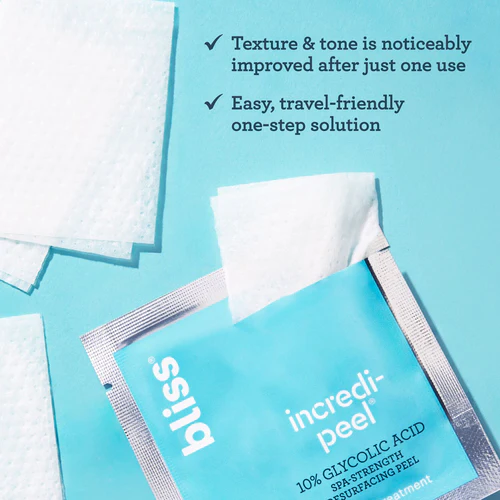 ✓ Texture & tone is noticeably
improved after just one use
✓ Easy, travel-friendly
one-step solution
bliss®
incredi-
peel®
10% GLYCOLIC ACID
SPA-STRENGTH
RESURFACING PEEL